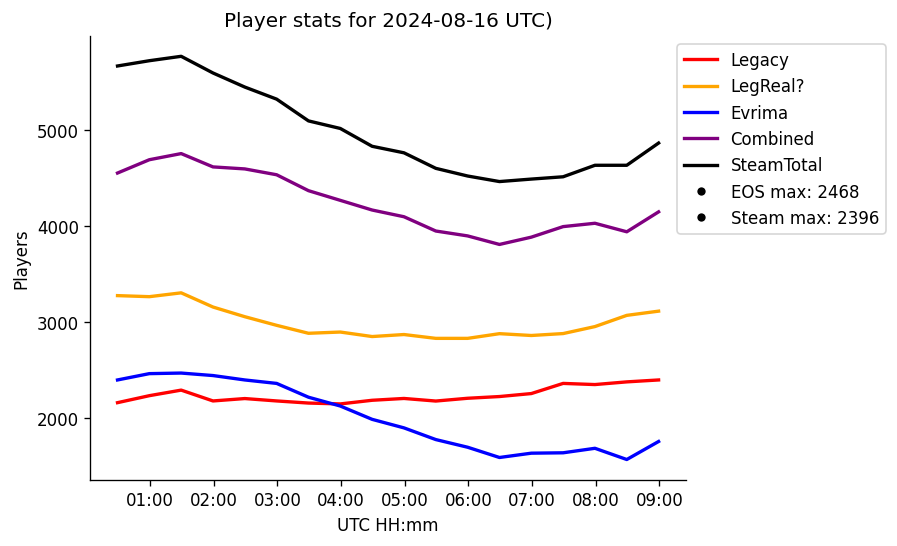 Player stats for 2024-08-16 UTC)
Legacy
LegReal?
Evrima
Combined
SteamTotal
EOS max: 2468
Steam max: 2396
Players
5000
4000
3000
2000
01:00 02:00 03:00 04:00 05:00 06:00 07:00 08:00 09:00
UTC HH:mm